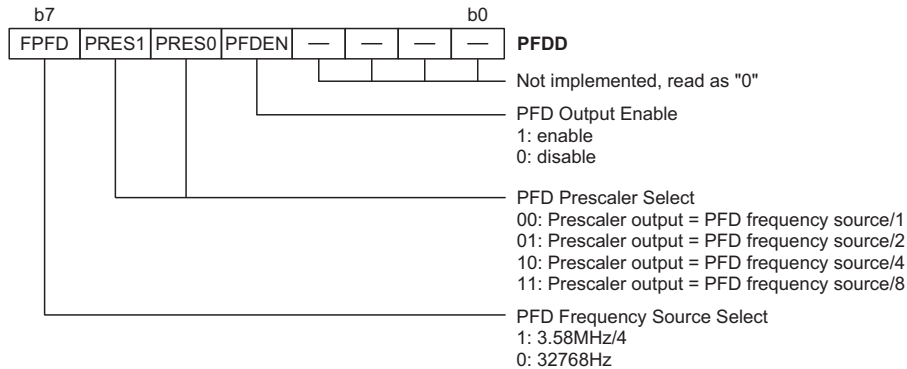 b7 b0
FPFD PRES1 PRES0 PFDEN — — — — PFDD
Not implemented, read as "0"
PFD Output Enable
1: enable
0: disable
PFD Prescaler Select
00: Prescaler output = PFD frequency source/1
01: Prescaler output = PFD frequency source/2
10: Prescaler output = PFD frequency source/4
11: Prescaler output = PFD frequency source/8
PFD Frequency Source Select
1: 3.58MHz/4
0: 32768Hz